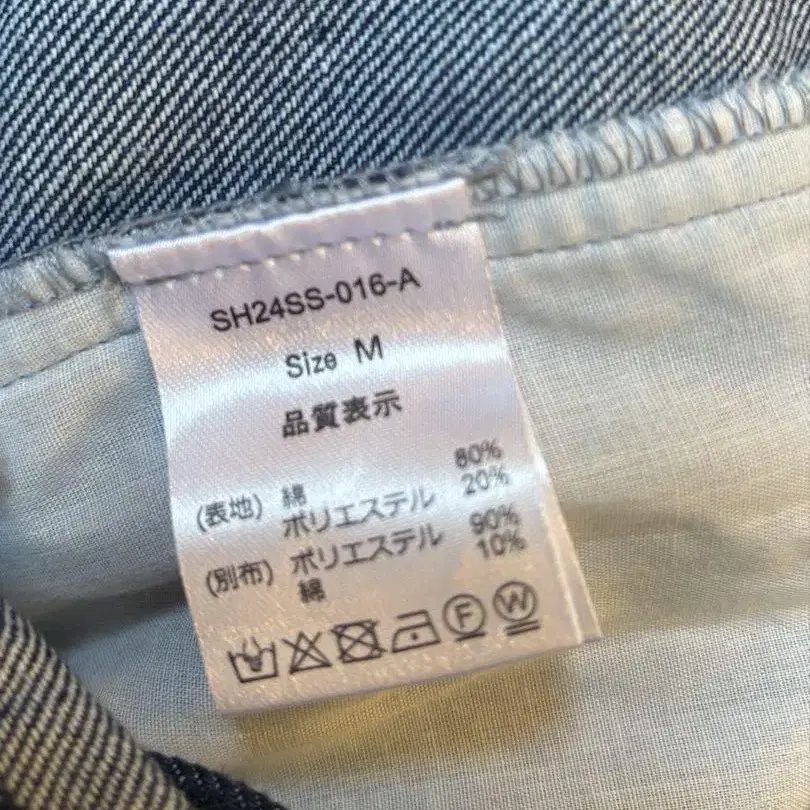 SH24SS-016-A
Size M
品質表示
(表地) 綿 80%
ポリエステル 20%
(別布) ポリエステル 90%
綿 10%
F W